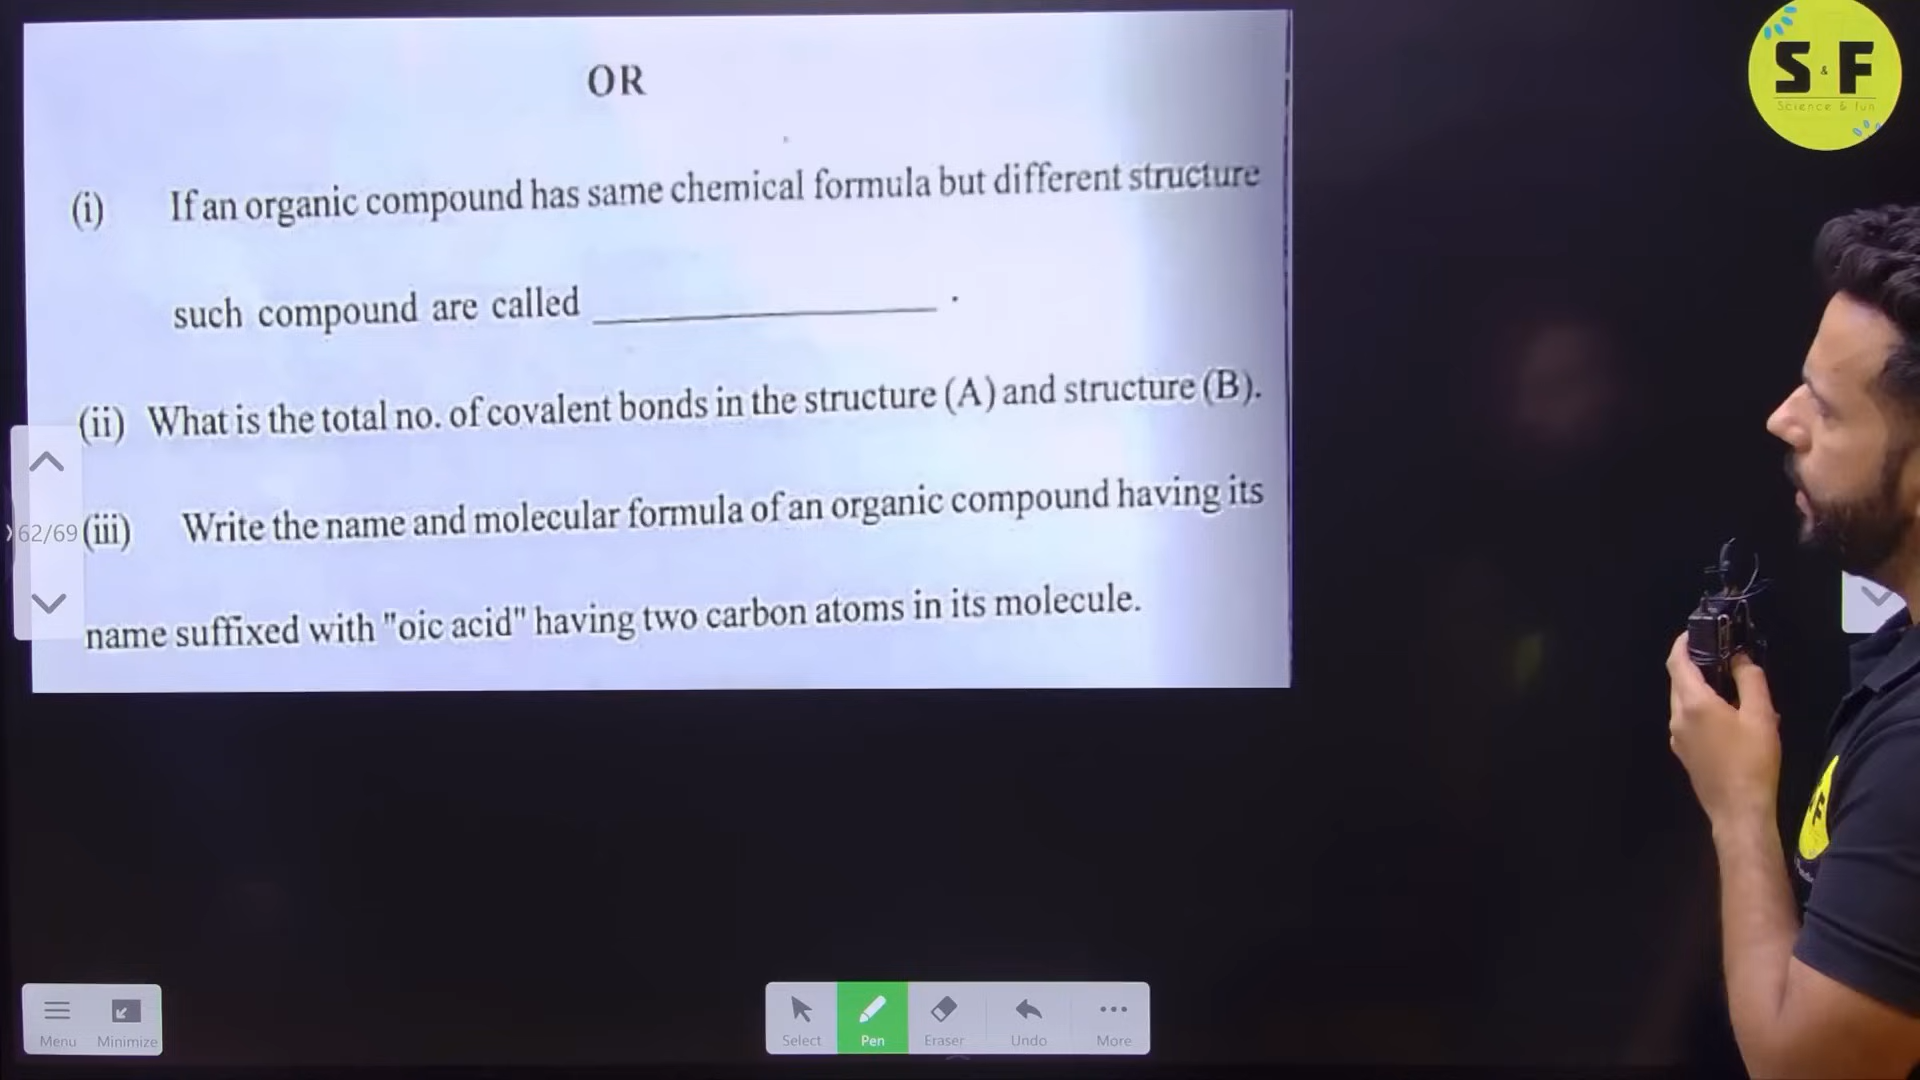 OR
(i) If an organic compound has same chemical formula but different structure
such compound are called ____________ .
(ii) What is the total no. of covalent bonds in the structure (A) and structure (B).
(iii) Write the name and molecular formula of an organic compound having its
name suffixed with "oic acid" having two carbon atoms in its molecule.
62/69
S & F
Science & fun
F
Menu Minimize
Select Pen Eraser Undo More